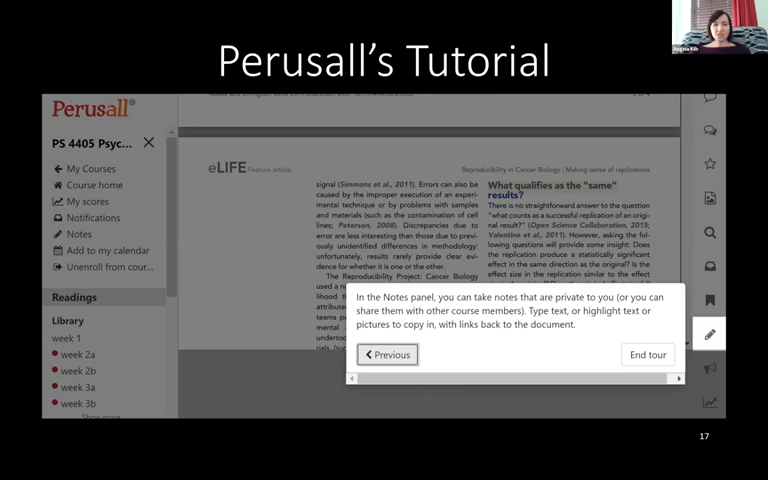 Perusall's Tutorial
Perusall®
PS 4405 Psyc...
My Courses
Course home
My scores
Notifications
Notes
Add to my calendar
Unenroll from cour...
Readings
Library
week 1
week 2a
week 2b
week 3a
week 3b
Show more
eLIFE Feature article
Reproducibility in Cancer Biology | Making sense of replications
signal (Simmons et al., 2011). Errors can also be
caused by the improper execution of an experi-
mental technique or by problems with samples
and materials (such as the contamination of cell
lines; Peterson, 2008). Discrepancies due to
error are less interesting than those due to previ-
ously unidentified differences in methodology:
unfortunately, results rarely provide clear evi-
dence for whether it is one or the other.
The Reproducibility Project: Cancer Biology
used a
lihood
attribute
teams
mental
undertoo
rials
What qualifies as the "same"
results?
There is no straightforward answer to the question
"what counts as a successful replication of an origi-
nal result?" (Open Science Collaboration, 2015;
Valentine et al., 2011). However, asking the fol-
lowing questions will provide some insight: Does
the replication produce a statistically significant
effect in the same direction as the original? Is the
effect size in the replication similar to the effect
In the Notes panel, you can take notes that are private to you (or you can
share them with other course members). Type text, or highlight text or
pictures to copy in, with links back to the document.
Previous
End tour
17